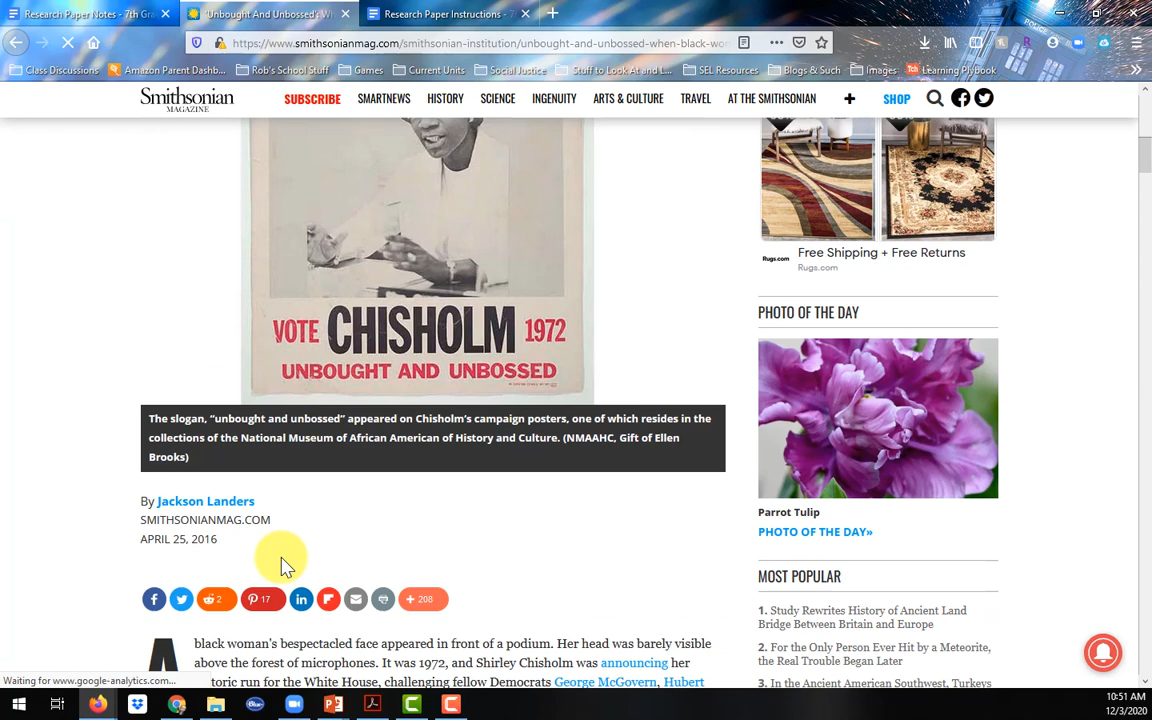 Research Paper Notes - 7th Gra
'Unbought And Unbossed': W
Research Paper Instructions - 7
https://www.smithsonianmag.com/smithsonian-institution/unbought-and-unbossed-when-black-wo
Class Discussions
Amazon Parent Dashb...
Rob's School Stuff
Games
Current Units
Social Justice
Stuff to Look At and L...
SEL Resources
Blogs & Such
Images
Learning PlyBook
Smithsonian
MAGAZINE
SUBSCRIBE
SMARTNEWS
HISTORY
SCIENCE
INGENUITY
ARTS & CULTURE
TRAVEL
AT THE SMITHSONIAN
SHOP
VOTE CHISHOLM 1972
UNBOUGHT AND UNBOSSED
The slogan, “unbought and unbossed” appeared on Chisholm’s campaign posters, one of which resides in the
collections of the National Museum of African American of History and Culture. (NMAAHC, Gift of Ellen
Brooks)
By Jackson Landers
SMITHSONIANMAG.COM
APRIL 25, 2016
2
17
+ 208
A black woman's bespectacled face appeared in front of a podium. Her head was barely visible
above the forest of microphones. It was 1972, and Shirley Chisholm was announcing her
toric run for the White House, challenging fellow Democrats George McGovern, Hubert
Rugs.com
Free Shipping + Free Returns
Rugs.com
PHOTO OF THE DAY
Parrot Tulip
PHOTO OF THE DAY»
MOST POPULAR
1. Study Rewrites History of Ancient Land
Bridge Between Britain and Europe
2. For the Only Person Ever Hit by a Meteorite,
the Real Trouble Began Later
3. In the Ancient American Southwest, Turkeys
Waiting for www.google-analytics.com...
10:51 AM
12/3/2020